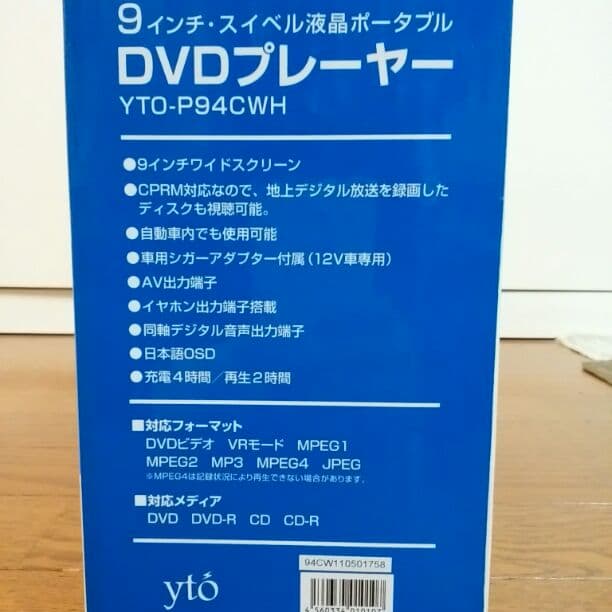 9インチ・スイベル液晶ポータブル
DVDプレーヤー
YTO-P94CWH
●9インチワイドスクリーン
●CPRM対応なので、地上デジタル放送を録画した
ディスクも視聴可能。
●自動車内でも使用可能
●車用シガーアダプター付属(12V車専用)
●AV出力端子
●イヤホン出力端子搭載
●同軸デジタル音声出力端子
●日本語OSD
●充電4時間/再生2時間
■対応フォーマット
DVDビデオ VRモード MPEG1
MPEG2 MP3 MPEG4 JPEG
※MPEG4は記録状況により再生できない場合があります。
■対応メディア
DVD DVD-R CD CD-R
94CW110501758
yto